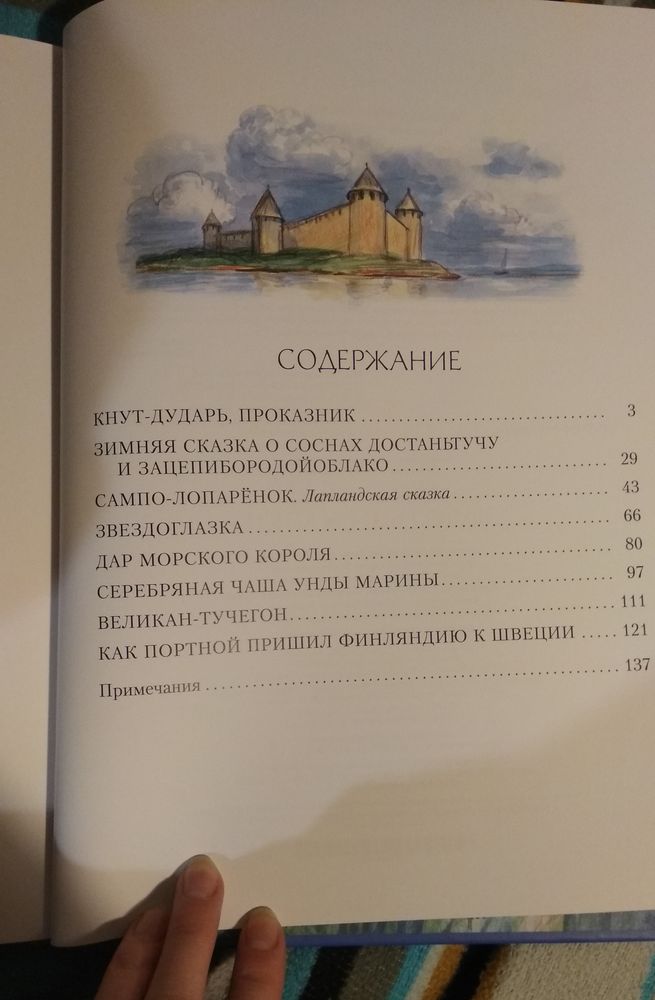 СОДЕРЖАНИЕ
КНУТ-ДУДАРЬ, ПРОКАЗНИК ........................... 3
ЗИМНЯЯ СКАЗКА О СОСНАХ ДОСТАНЬТУЧУ
И ЗАЦЕПИБОРОДОЙОБЛАКО ........................ 29
САМПО-ЛОПАРЁНОК. Лапландская сказка ................. 43
ЗВЕЗДОГЛАЗКА ........................................ 66
ДАР МОРСКОГО КОРОЛЯ ............................... 80
СЕРЕБРЯНАЯ ЧАША УНДЫ МАРИНЫ ................... 97
ВЕЛИКАН-ТУЧЕГОН .................................... 111
КАК ПОРТНОЙ ПРИШИЛ ФИНЛЯНДИЮ К ШВЕЦИИ ..... 121
Примечания ............................................. 137